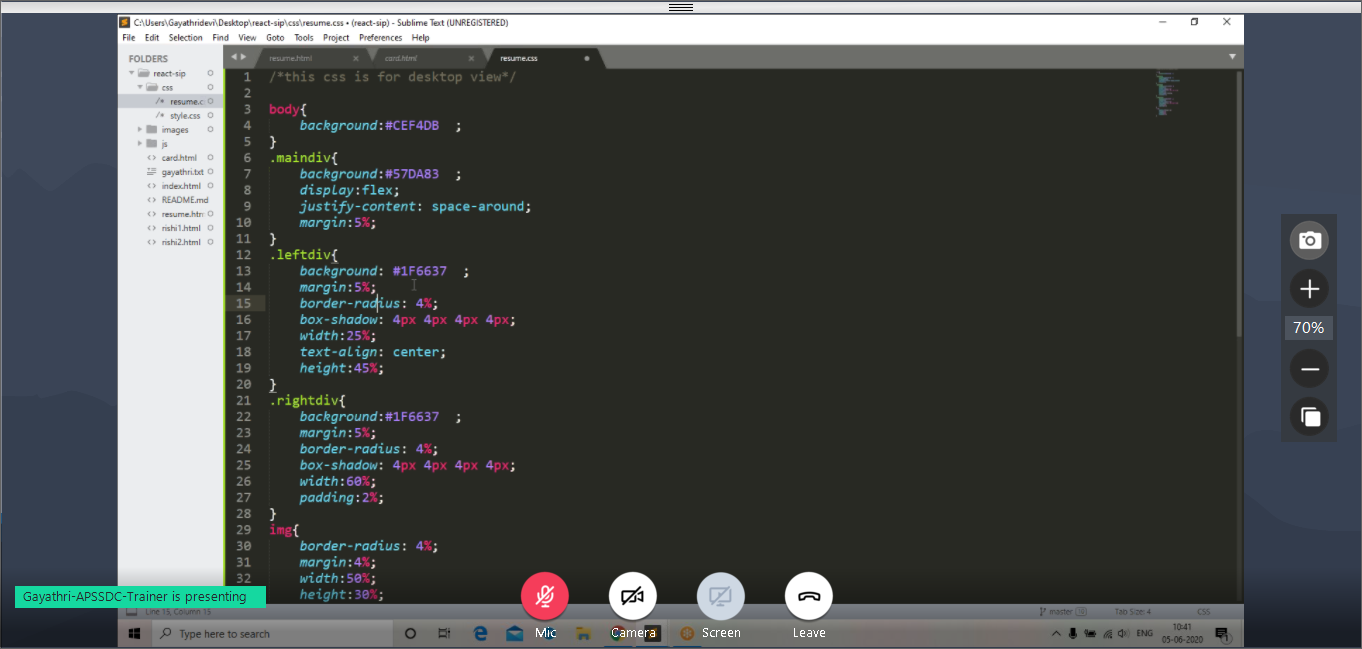 C:\Users\Gayathridevi\Desktop\react-sip\css\resume.css • (react-sip) - Sublime Text (UNREGISTERED)
File Edit Selection Find View Goto Tools Project Preferences Help
FOLDERS
react-sip
css
/* resume.c
/* style.css
images
js
<> card.html
gayathri.txt
<> index.html
<> README.md
<> resume.htm
<> rishi1.html
<> rishi2.html
resume.html card.html resume.css
1 /*this css is for desktop view*/
2
3 body{
4 background:#CEF4DB ;
5 }
6 .maindiv{
7 background:#57DA83 ;
8 display:flex;
9 justify-content: space-around;
10 margin:5%;
11 }
12 .leftdiv{
13 background: #1F6637 ;
14 margin:5%;
15 border-radius: 4%;
16 box-shadow: 4px 4px 4px 4px;
17 width:25%;
18 text-align: center;
19 height:45%;
20 }
21 .rightdiv{
22 background:#1F6637 ;
23 margin:5%;
24 border-radius: 4%;
25 box-shadow: 4px 4px 4px 4px;
26 width:60%;
27 padding:2%;
28 }
29 img{
30 border-radius: 4%;
31 margin:4%;
32 width:50%;
height:30%;
70%
Gayathri-APSSDC-Trainer is presenting
Line 15, Column 15
master 10 Tab Size: 4 CSS
Type here to search
Mic Camera Screen Leave
ENG
10:41
05-06-2020
1